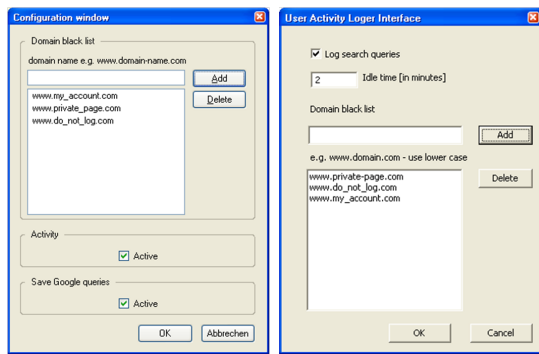 Configuration window
Domain black list
domain name e.g. www.domain-name.com
Add
www.my_account.com
www.private_page.com
www.do_not_log.com
Delete
Activity
Active
Save Google queries
Active
OK
Abbrechen
User Activity Loger Interface
Log search queries
2 Idle time [in minutes]
Domain black list
Add
e.g. www.domain.com - use lower case
www.private-page.com
www.do_not_log.com
www.my_account.com
Delete
OK
Cancel